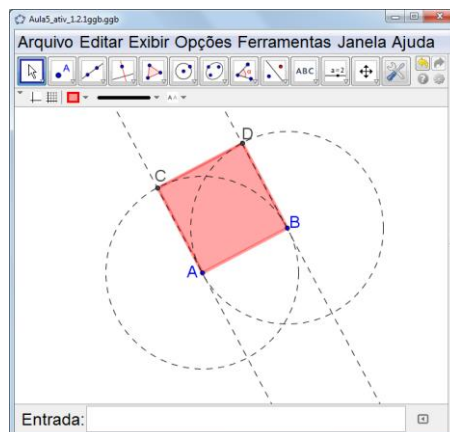 Aula5_ativ_1.2.1ggb.ggb
Arquivo Editar Exibir Opções Ferramentas Janela Ajuda
A ABC a=2
D
C
B
A
Entrada: